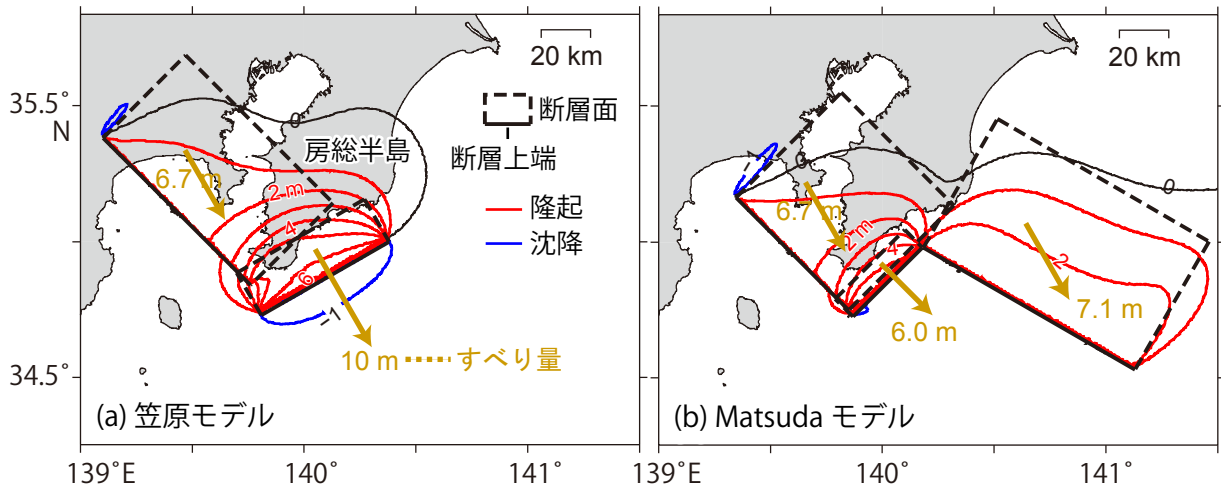 20 km
35.5˚
N
34.5˚
0
房総半島
断層面
断層上端
隆起
沈降
6.7 m
2 m
4
6
−1
10 m
すべり量
(a) 笠原モデル
139˚E
140˚
141˚
20 km
0
−1
0
6.7 m
2 m
4
2
7.1 m
6.0 m
(b) Matsuda モデル
140˚
141˚